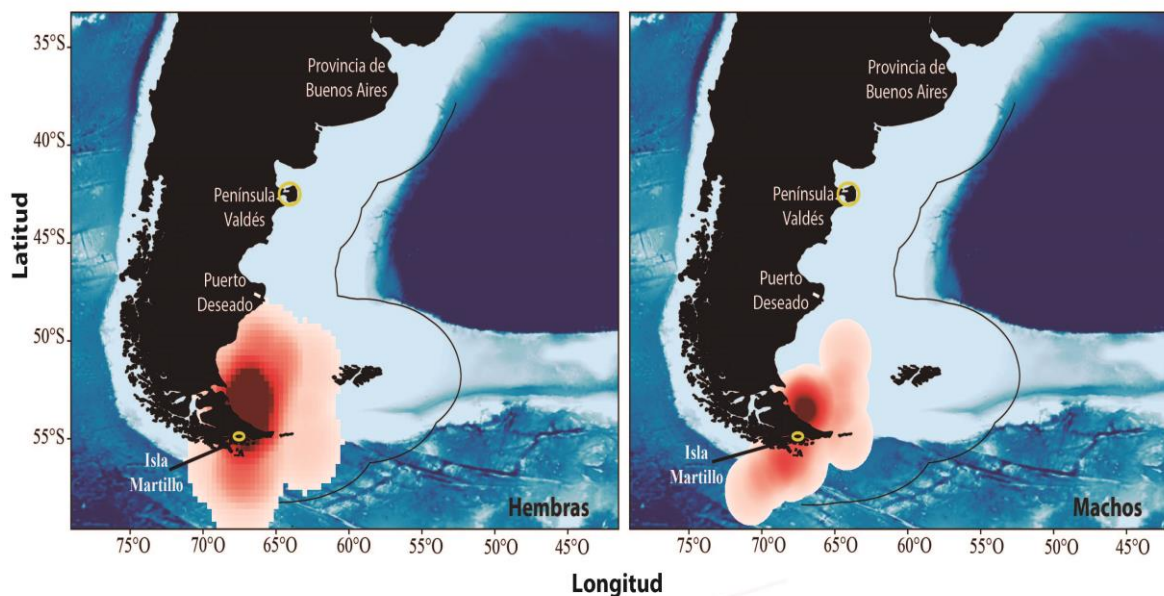 Latitud
35°S
40°S
45°S
50°S
55°S
Provincia de
Buenos Aires
Península
Valdés
Puerto
Deseado
Isla
Martillo
Hembras
75°O
70°O
65°O
60°O
55°O
50°O
45°O
Provincia de
Buenos Aires
Península
Valdés
Puerto
Deseado
Isla
Martillo
Machos
75°O
70°O
65°O
60°O
55°O
50°O
45°O
Longitud